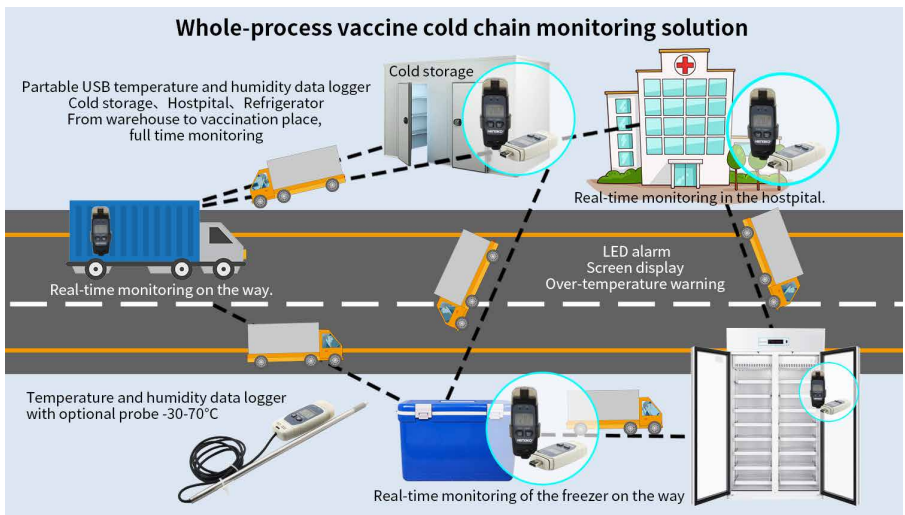 Whole-process vaccine cold chain monitoring solution
Partable USB temperature and humidity data logger
Cold storage、Hostpital、Refrigerator
From warehouse to vaccination place,
full time monitoring
Cold storage
Real-time monitoring in the hostpital.
LED alarm
Screen display
Over-temperature warning
Real-time monitoring on the way.
Temperature and humidity data logger
with optional probe -30-70°C
Real-time monitoring of the freezer on the way